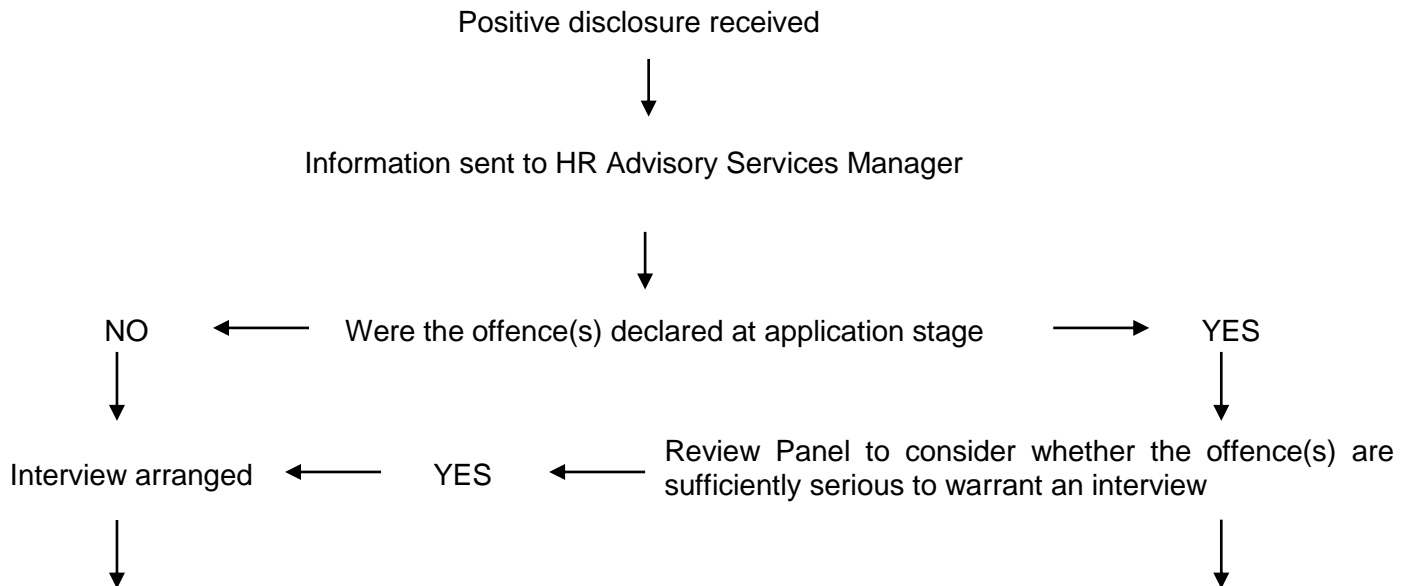 Positive disclosure received
Information sent to HR Advisory Services Manager
NO
Were the offence(s) declared at application stage
YES
Interview arranged
YES
Review Panel to consider whether the offence(s) are
sufficiently serious to warrant an interview